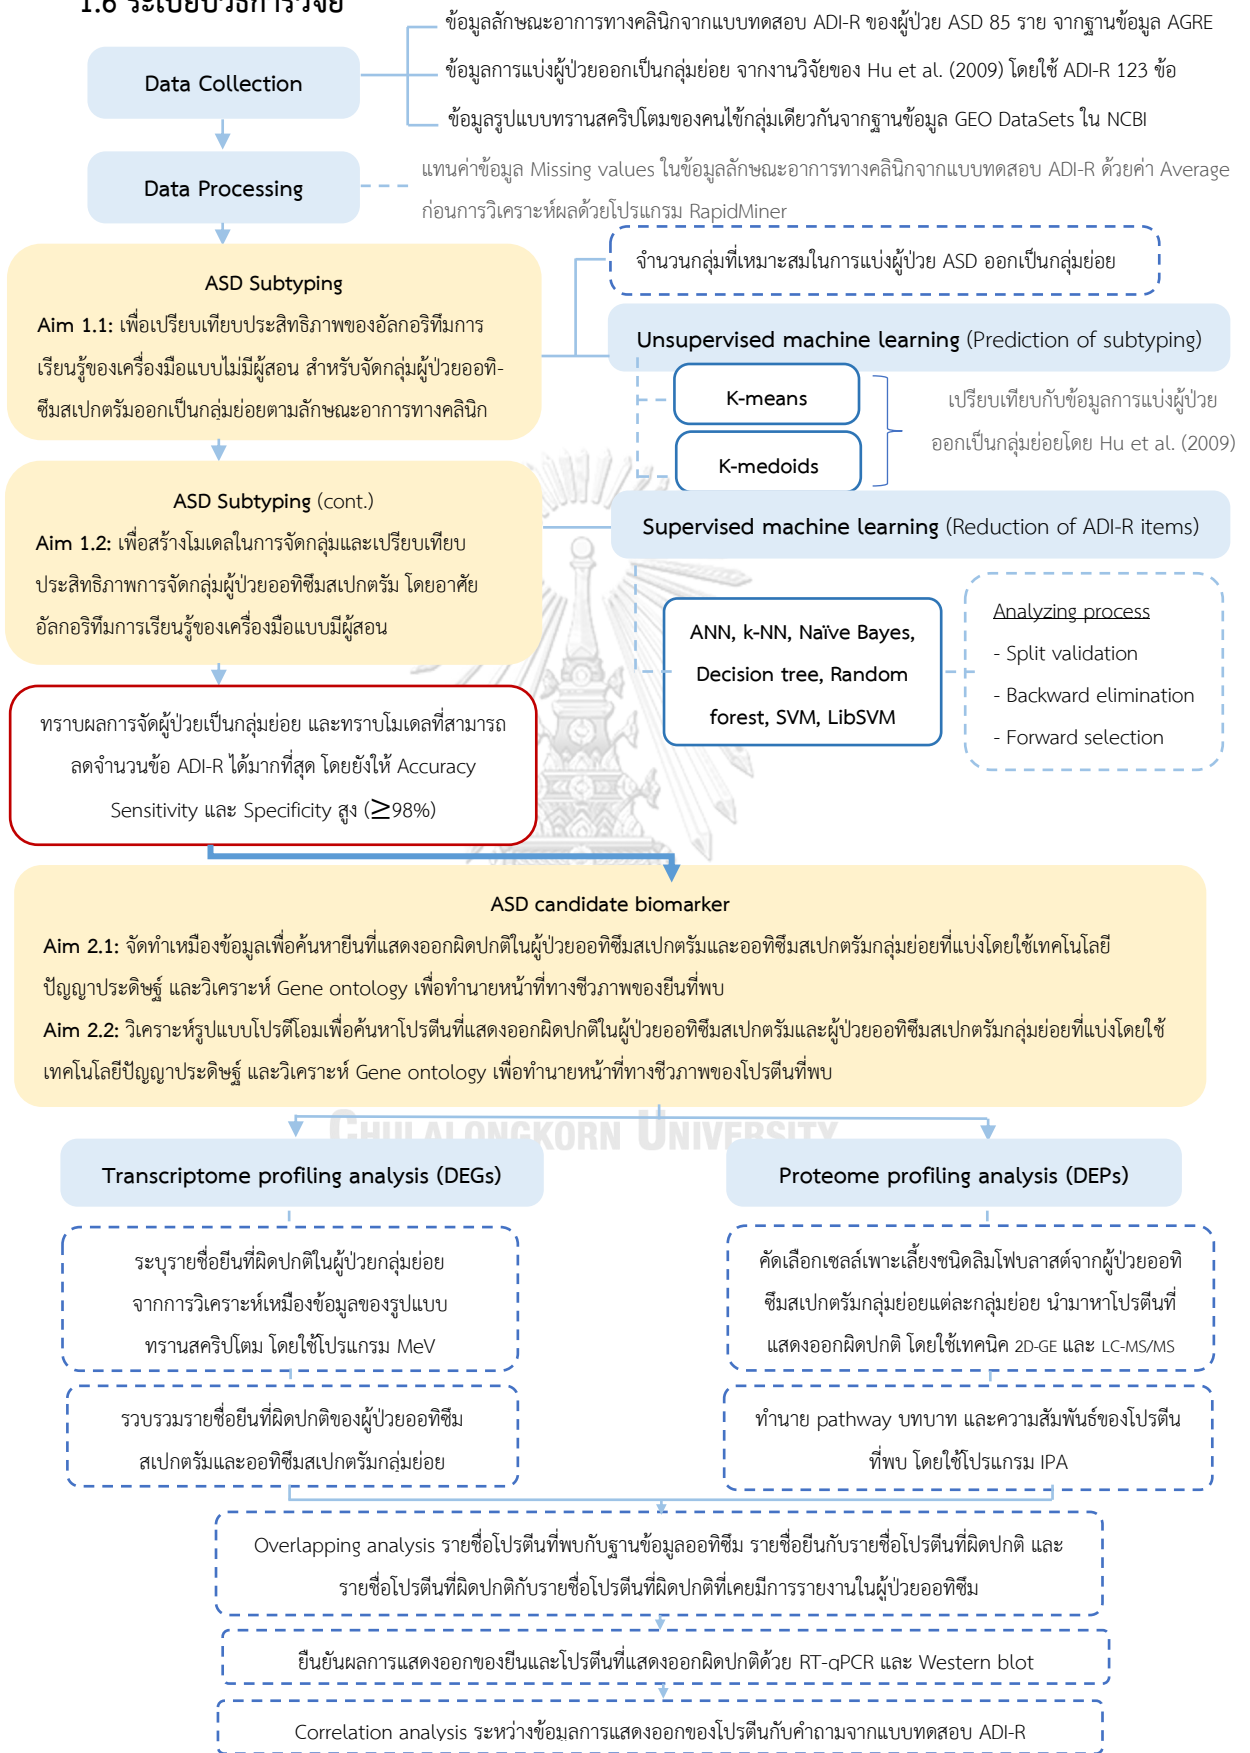 1.6 ระเบียบวิธีการวิจัย
ข้อมูลลักษณะอาการทางคลินิกจากแบบทดสอบ ADI-R ของผู้ป่วย ASD 85 ราย จากฐานข้อมูล AGRE
Data Collection
ข้อมูลการแบ่งผู้ป่วยออกเป็นกลุ่มย่อย จากงานวิจัยของ Hu et al. (2009) โดยใช้ ADI-R 123 ข้อ
ข้อมูลรูปแบบทรานสคริปโตมของคนไข้กลุ่มเดียวกันจากฐานข้อมูล GEO DataSets ใน NCBI
Data Processing
แทนค่าข้อมูล Missing values ในข้อมูลลักษณะอาการทางคลินิกจากแบบทดสอบ ADI-R ด้วยค่า Average
ก่อนการวิเคราะห์ผลด้วยโปรแกรม RapidMiner
ASD Subtyping
Aim 1.1: เพื่อเปรียบเทียบประสิทธิภาพของอัลกอริทึมการ
เรียนรู้ของเครื่องมือแบบไม่มีผู้สอน สำหรับจัดกลุ่มผู้ป่วยออทิ-
ซึมสเปกตรัมออกเป็นกลุ่มย่อยตามลักษณะอาการทางคลินิก
จำนวนกลุ่มที่เหมาะสมในการแบ่งผู้ป่วย ASD ออกเป็นกลุ่มย่อย
Unsupervised machine learning (Prediction of subtyping)
K-means
K-medoids
เปรียบเทียบกับข้อมูลการแบ่งผู้ป่วย
ออกเป็นกลุ่มย่อยโดย Hu et al. (2009)
ASD Subtyping (cont.)
Aim 1.2: เพื่อสร้างโมเดลในการจัดกลุ่มและเปรียบเทียบ
ประสิทธิภาพการจัดกลุ่มผู้ป่วยออทิซึมสเปกตรัม โดยอาศัย
อัลกอริทึมการเรียนรู้ของเครื่องมือแบบมีผู้สอน
Supervised machine learning (Reduction of ADI-R items)
ANN, k-NN, Naïve Bayes,
Decision tree, Random
forest, SVM, LibSVM
Analyzing process
- Split validation
- Backward elimination
- Forward selection
ทราบผลการจัดผู้ป่วยเป็นกลุ่มย่อย และทราบโมเดลที่สามารถ
ลดจำนวนข้อ ADI-R ได้มากที่สุด โดยยังให้ Accuracy
Sensitivity และ Specificity สูง (≥98%)
ASD candidate biomarker
Aim 2.1: จัดทำเหมืองข้อมูลเพื่อค้นหายีนที่แสดงออกผิดปกติในผู้ป่วยออทิซึมสเปกตรัมและออทิซึมสเปกตรัมกลุ่มย่อยที่แบ่งโดยใช้เทคโนโลยี
ปัญญาประดิษฐ์ และวิเคราะห์ Gene ontology เพื่อทำนายหน้าที่ทางชีวภาพของยีนที่พบ
Aim 2.2: วิเคราะห์รูปแบบโปรตีโอมเพื่อค้นหาโปรตีนที่แสดงออกผิดปกติในผู้ป่วยออทิซึมสเปกตรัมและผู้ป่วยออทิซึมสเปกตรัมกลุ่มย่อยที่แบ่งโดยใช้
เทคโนโลยีปัญญาประดิษฐ์ และวิเคราะห์ Gene ontology เพื่อทำนายหน้าที่ทางชีวภาพของโปรตีนที่พบ
CHULALONGKORN UNIVERSITY
Transcriptome profiling analysis (DEGs)
Proteome profiling analysis (DEPs)
ระบุรายชื่อยีนที่ผิดปกติในผู้ป่วยกลุ่มย่อย
จากการวิเคราะห์เหมืองข้อมูลของรูปแบบ
ทรานสคริปโตม โดยใช้โปรแกรม MeV
คัดเลือกเซลล์เพาะเลี้ยงชนิดลิมโฟบลาสต์จากผู้ป่วยออทิ
ซึมสเปกตรัมกลุ่มย่อยแต่ละกลุ่มย่อย นำมาหาโปรตีนที่
แสดงออกผิดปกติ โดยใช้เทคนิค 2D-GE และ LC-MS/MS
รวบรวมรายชื่อยีนที่ผิดปกติของผู้ป่วยออทิซึม
สเปกตรัมและออทิซึมสเปกตรัมกลุ่มย่อย
ทำนาย pathway บทบาท และความสัมพันธ์ของโปรตีน
ที่พบ โดยใช้โปรแกรม IPA
Overlapping analysis รายชื่อโปรตีนที่พบกับฐานข้อมูลออทิซึม รายชื่อยีนกับรายชื่อโปรตีนที่ผิดปกติ และ
รายชื่อโปรตีนที่ผิดปกติกับรายชื่อโปรตีนที่ผิดปกติที่เคยมีการรายงานในผู้ป่วยออทิซึม
ยืนยันผลการแสดงออกของยีนและโปรตีนที่แสดงออกผิดปกติด้วย RT-qPCR และ Western blot
Correlation analysis ระหว่างข้อมูลการแสดงออกของโปรตีนกับคำถามจากแบบทดสอบ ADI-R